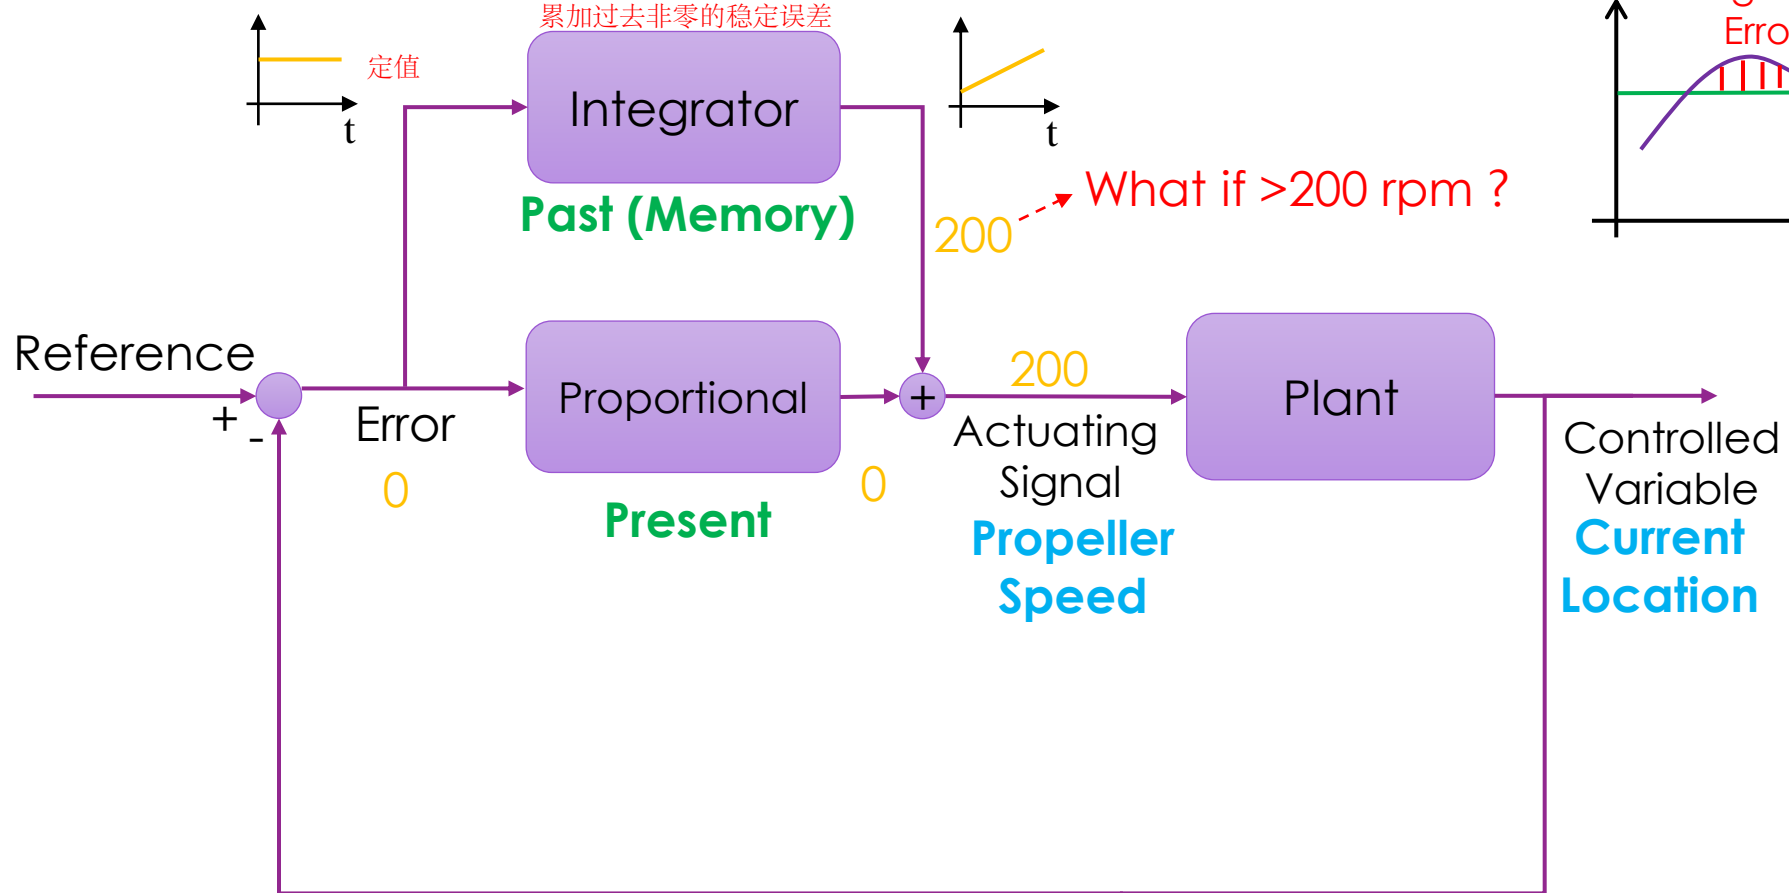 累加过去非零的稳定误差
定值
t
Integrator
t
Past (Memory)
What if >200 rpm ?
200
Reference
+
-
Error
0
Proportional
0
Present
+
200
Actuating
Signal
Propeller
Speed
Plant
Controlled
Variable
Current
Location